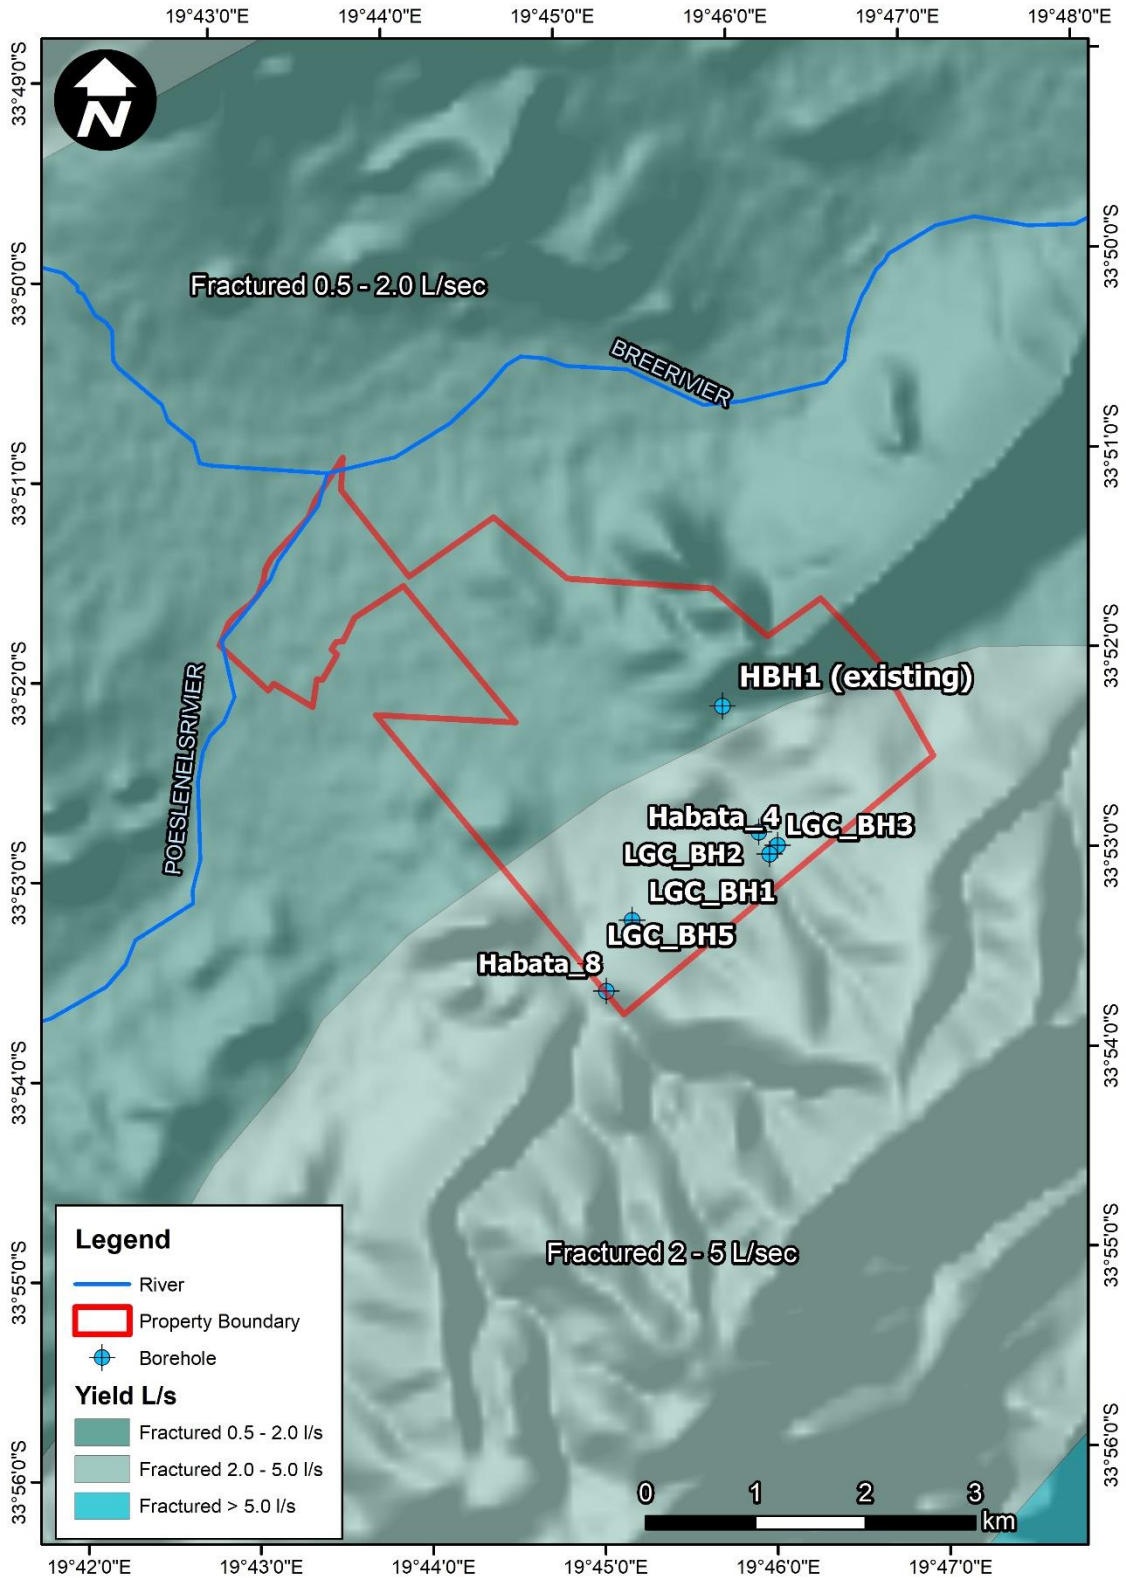 19°43'0"E
19°44'0"E
19°45'0"E
19°46'0"E
19°47'0"E
19°48'0"E
33°49'0"S
N
33°50'0"S
33°50'0"S
Fractured 0.5 - 2.0 L/sec
BREERIVIER
33°51'0"S
33°51'0"S
33°52'0"S
33°52'0"S
HBH1 (existing)
POESLENELSRIVIER
Habata_4
LGC_BH3
33°53'0"S
33°53'0"S
LGC_BH2
LGC_BH1
LGC_BH5
Habata_8
33°54'0"S
33°54'0"S
Fractured 2 - 5 L/sec
33°55'0"S
33°55'0"S
33°56'0"S
33°56'0"S
Legend
River
Property Boundary
Borehole
Yield L/s
Fractured 0.5 - 2.0 l/s
Fractured 2.0 - 5.0 l/s
Fractured > 5.0 l/s
0 1 2 3
km
19°42'0"E
19°43'0"E
19°44'0"E
19°45'0"E
19°46'0"E
19°47'0"E